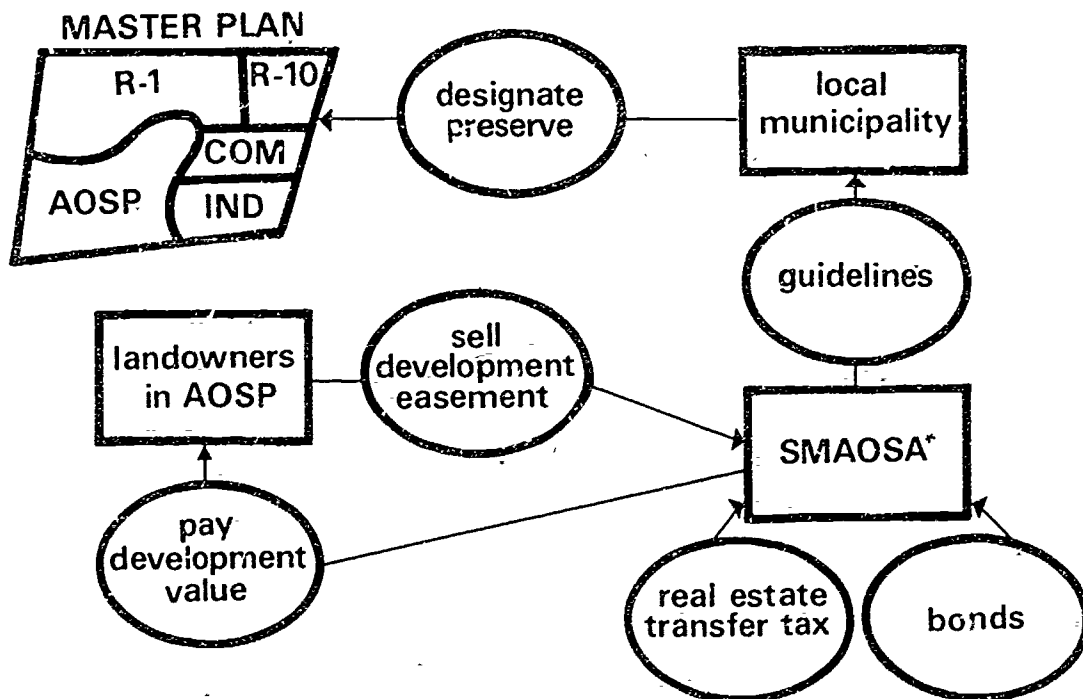 MASTER PLAN
R-1
R-10
COM
AOSP
IND
designate
preserve
local
municipality
guidelines
landowners
in AOSP
sell
development
easement
SMAOSA*
pay
development
value
real estate
transfer tax
bonds